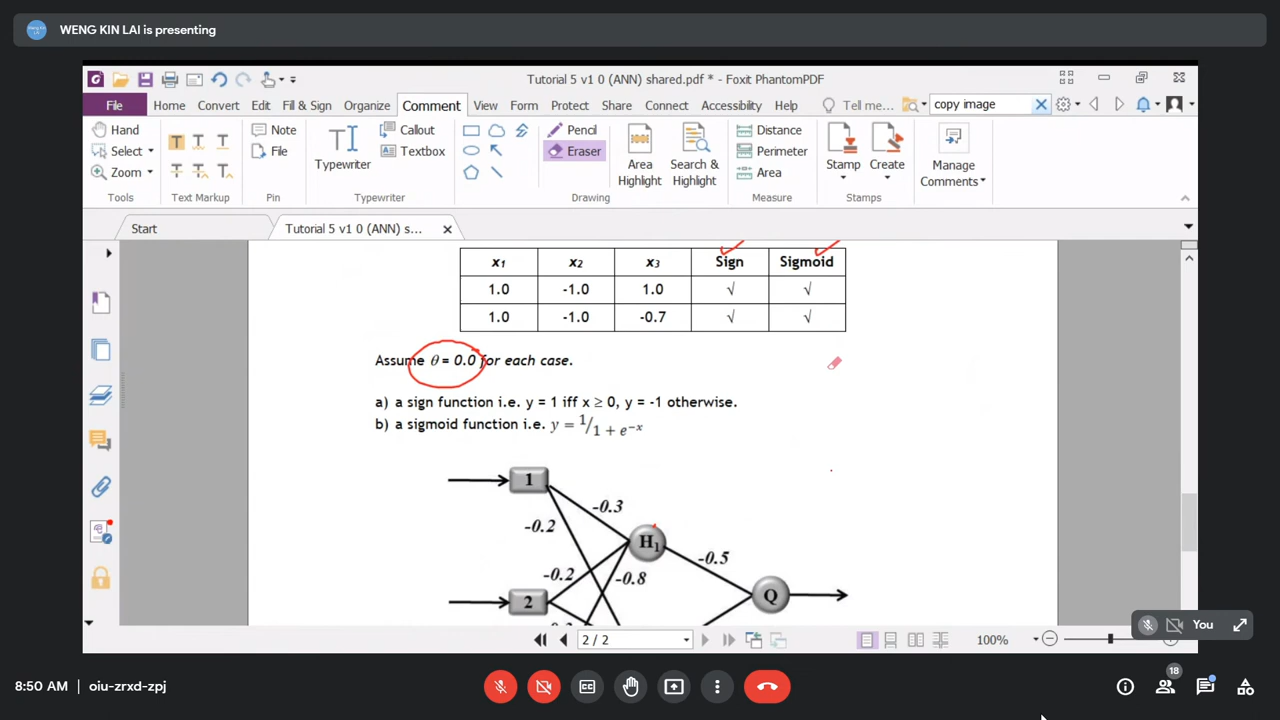 WENG KIN LAI is presenting
Tutorial 5 v1 0 (ANN) shared.pdf * - Foxit PhantomPDF
File Home Convert Edit Fill & Sign Organize Comment View Form Protect Share Connect Accessibility Help Tell me... copy image
Hand Select Zoom Tools
Text Markup
Note File Pin
Typewriter Callout Textbox Typewriter
Pencil Eraser Area Highlight Search & Highlight Drawing
Distance Perimeter Area Measure
Stamp Create Stamps
Manage Comments
Start Tutorial 5 v1 0 (ANN) s...
x1 x2 x3 Sign Sigmoid
1.0 -1.0 1.0 √ √
1.0 -1.0 -0.7 √ √
Assume θ = 0.0 for each case.
a) a sign function i.e. y = 1 iff x ≥ 0, y = -1 otherwise.
b) a sigmoid function i.e. y = 1/1 + e−x
1
-0.3
-0.2
H1
-0.5
-0.2
-0.8
2
Q
You
2 / 2
100%
18
8:50 AM | oiu-zrxd-zpj